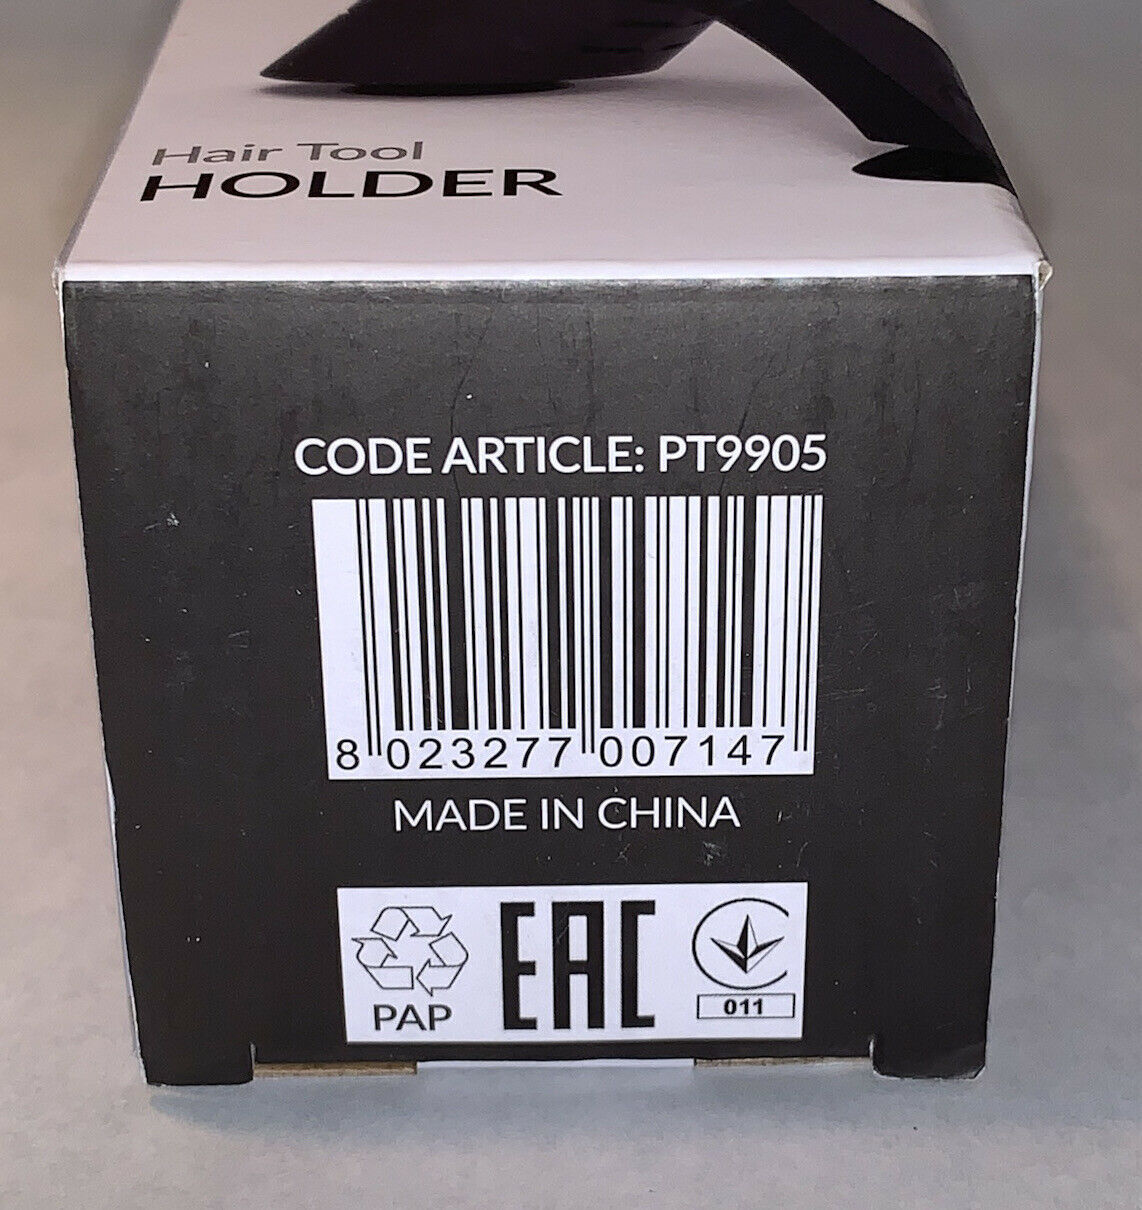 Hair Tool
HOLDER
CODE ARTICLE: PT9905
8 023277 007147
MADE IN CHINA
PAP
EAC
011